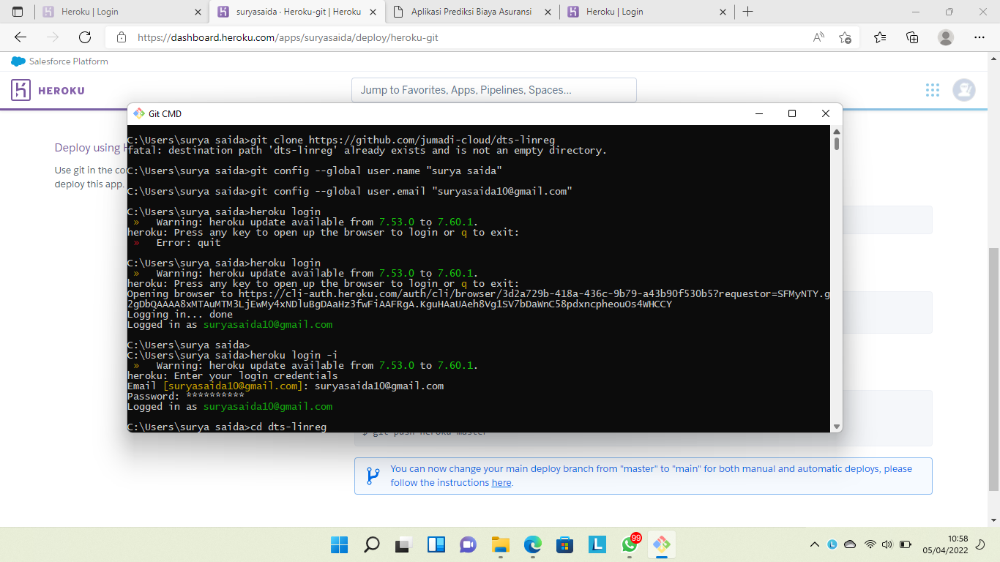 Heroku | Login
suryasaida · Heroku-git | Heroku
Aplikasi Prediksi Biaya Asuransi
Heroku | Login
https://dashboard.heroku.com/apps/suryasaida/deploy/heroku-git
Salesforce Platform
HEROKU
Jump to Favorites, Apps, Pipelines, Spaces...
Deploy using H
Use git in the co
deploy this app.
Git CMD
C:\Users\surya saida>git clone https://github.com/jumadi-cloud/dts-linreg
fatal: destination path 'dts-linreg' already exists and is not an empty directory.
C:\Users\surya saida>git config --global user.name "surya saida"
C:\Users\surya saida>git config --global user.email "suryasaida10@gmail.com"
C:\Users\surya saida>heroku login
» Warning: heroku update available from 7.53.0 to 7.60.1.
heroku: Press any key to open up the browser to login or q to exit:
» Error: quit
C:\Users\surya saida>heroku login
» Warning: heroku update available from 7.53.0 to 7.60.1.
heroku: Press any key to open up the browser to login or q to exit:
Opening browser to https://cli-auth.heroku.com/auth/cli/browser/3d2a729b-418a-436c-9b79-a43b90f530b5?requestor=SFMyNTY.g
2gDbQAAAA8xMTAuMTM3LjEwMy4xNDluBgDAaHz3fwFiAAFRgA.KguHAaUAeh8Vg1SV7bDaWnC58pdxncpheouOs4WHCCY
Logging in... done
Logged in as suryasaida10@gmail.com
C:\Users\surya saida>
C:\Users\surya saida>heroku login -i
» Warning: heroku update available from 7.53.0 to 7.60.1.
heroku: Enter your login credentials
Email [suryasaida10@gmail.com]: suryasaida10@gmail.com
Password: **********
Logged in as suryasaida10@gmail.com
C:\Users\surya saida>cd dts-linreg
$ git push heroku master
You can now change your main deploy branch from "master" to "main" for both manual and automatic deploys, please
follow the instructions here.
99
10:58
05/04/2022